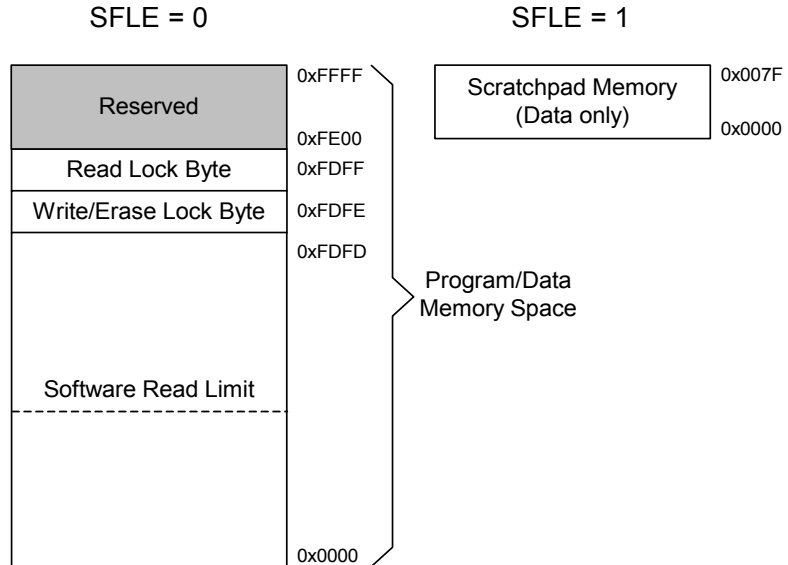 SFLE = 0
SFLE = 1
Reserved
0xFFFF
0xFE00
Read Lock Byte
0xFDFF
Write/Erase Lock Byte
0xFDFE
0xFDFD
Software Read Limit
0x0000
Program/Data
Memory Space
Scratchpad Memory
(Data only)
0x007F
0x0000